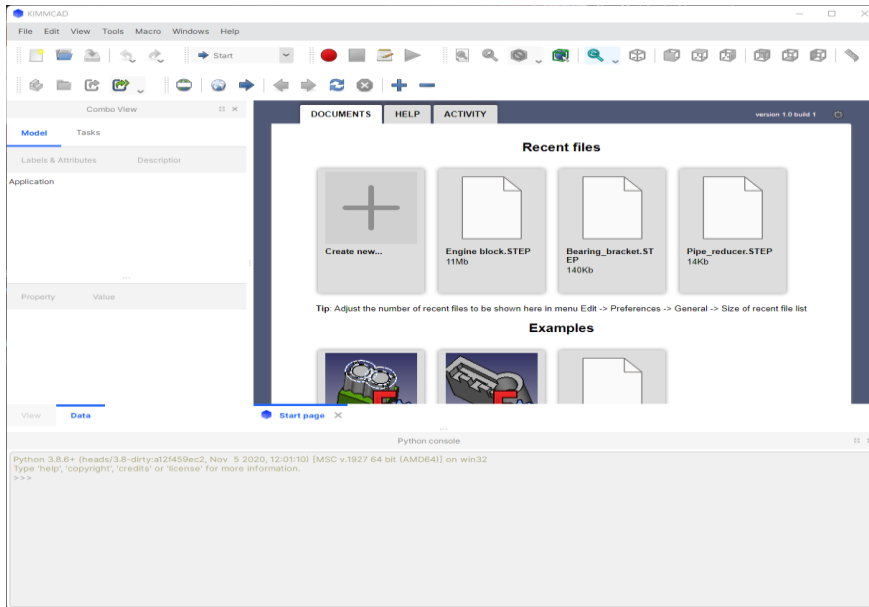 KIMMCAD
File Edit View Tools Macro Windows Help
Start
Combo View
Model Tasks
Labels & Attributes Descriptior
Application
Property Value
View Data
DOCUMENTS HELP ACTIVITY
version 1.0 build 1
Recent files
Create new...
Engine block.STEP
11Mb
Bearing_bracket.ST
EP
140Kb
Pipe_reducer.STEP
14Kb
Tip: Adjust the number of recent files to be shown here in menu Edit -> Preferences -> General -> Size of recent file list
Examples
Start page
Python console
Python 3.8.6+ (heads/3.8-dirty:a12f459ec2, Nov 5 2020, 12:01:10) [MSC v.1927 64 bit (AMD64)] on win32
Type 'help', 'copyright', 'credits' or 'license' for more information.
>>>